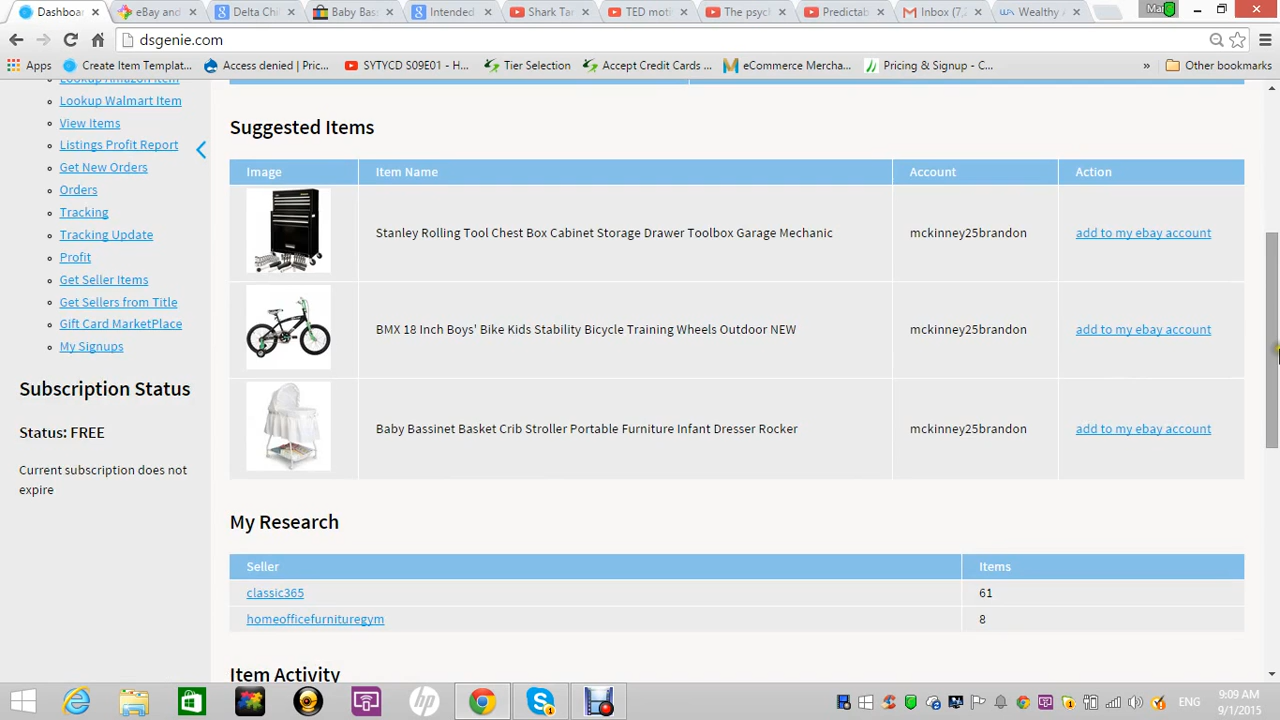 Dashboa
eBay and
Delta Ch
Baby Bas
Intended
Shark Ta
TED moti
The psyc
Predictab
Inbox (7,
Wealthy
Mat
dsgenie.com
Apps
Create Item Templat...
Access denied | Pric...
SYTYCD S09E01 - H...
Tier Selection
Accept Credit Cards ...
eCommerce Mercha...
Pricing & Signup - C...
»
Other bookmarks
Lookup Amazon Item
Lookup Walmart Item
View Items
Listings Profit Report
Get New Orders
Orders
Tracking
Tracking Update
Profit
Get Seller Items
Get Sellers from Title
Gift Card MarketPlace
My Signups
Subscription Status
Status: FREE
Current subscription does not
expire
Suggested Items
Image Item Name Account Action
Stanley Rolling Tool Chest Box Cabinet Storage Drawer Toolbox Garage Mechanic mckinney25brandon add to my ebay account
BMX 18 Inch Boys' Bike Kids Stability Bicycle Training Wheels Outdoor NEW mckinney25brandon add to my ebay account
Baby Bassinet Basket Crib Stroller Portable Furniture Infant Dresser Rocker mckinney25brandon add to my ebay account
My Research
Seller Items
classic365 61
homeofficefurnituregym 8
Item Activity
ENG
9:09 AM
9/1/2015